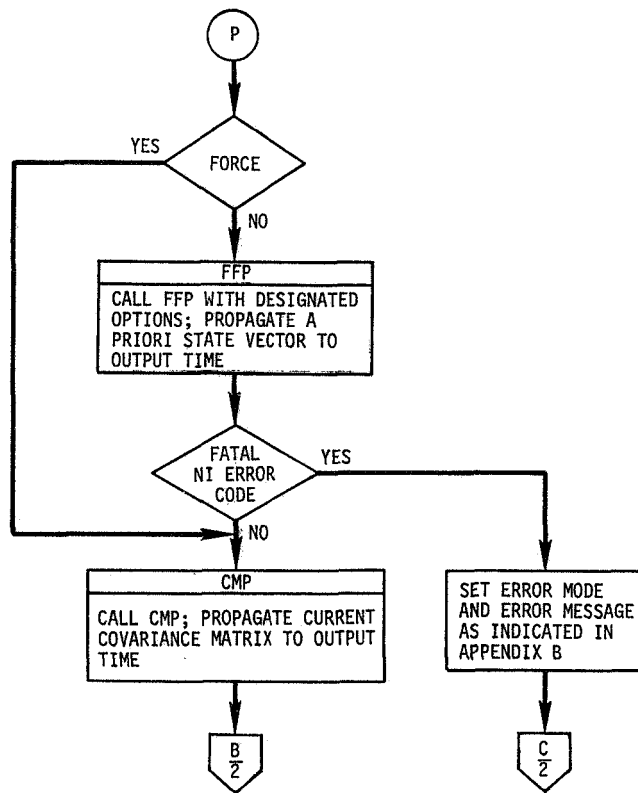 P
YES
FORCE
NO
FFP
CALL FFP WITH DESIGNATED
OPTIONS; PROPAGATE A
PRIORI STATE VECTOR TO
OUTPUT TIME
FATAL
NI ERROR
CODE
YES
NO
CMP
CALL CMP; PROPAGATE CURRENT
COVARIANCE MATRIX TO OUTPUT
TIME
SET ERROR MODE
AND ERROR MESSAGE
AS INDICATED IN
APPENDIX B
B
2
C
2